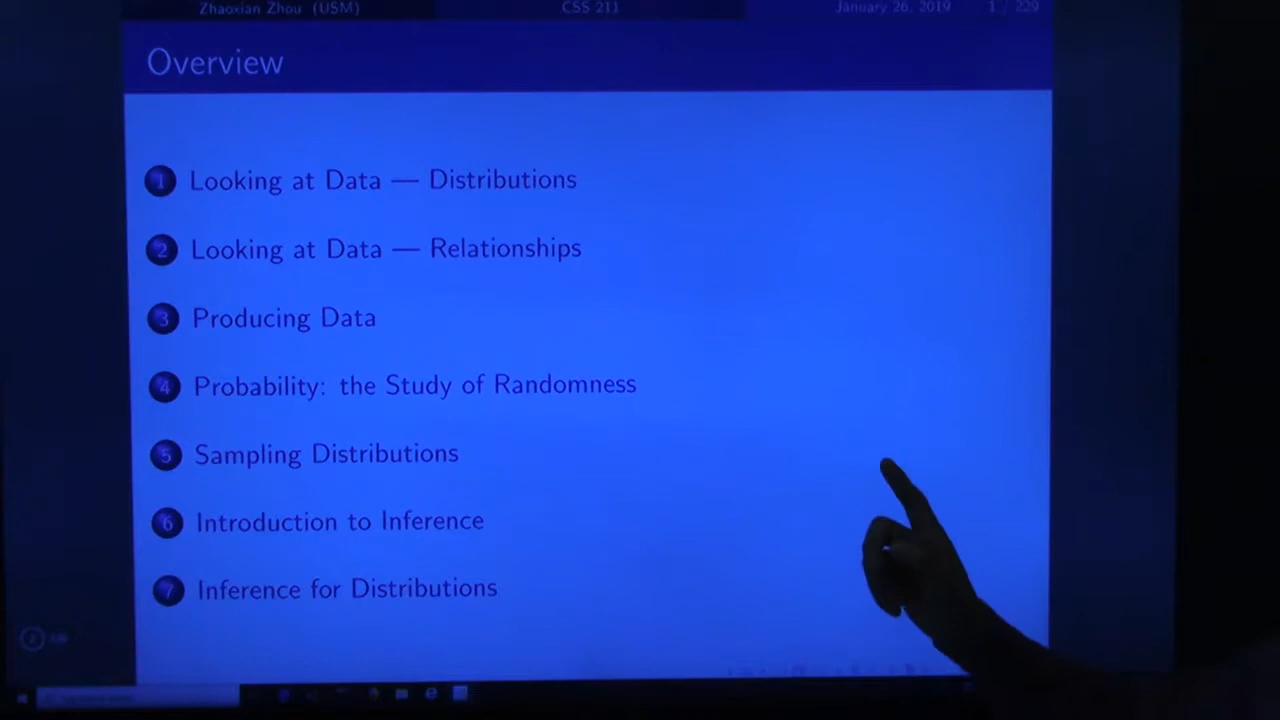 Zhaoxian Zhou (USM) CSS 211 January 26, 2019 1 / 229
Overview
1 Looking at Data — Distributions
2 Looking at Data — Relationships
3 Producing Data
4 Probability: the Study of Randomness
5 Sampling Distributions
6 Introduction to Inference
7 Inference for Distributions